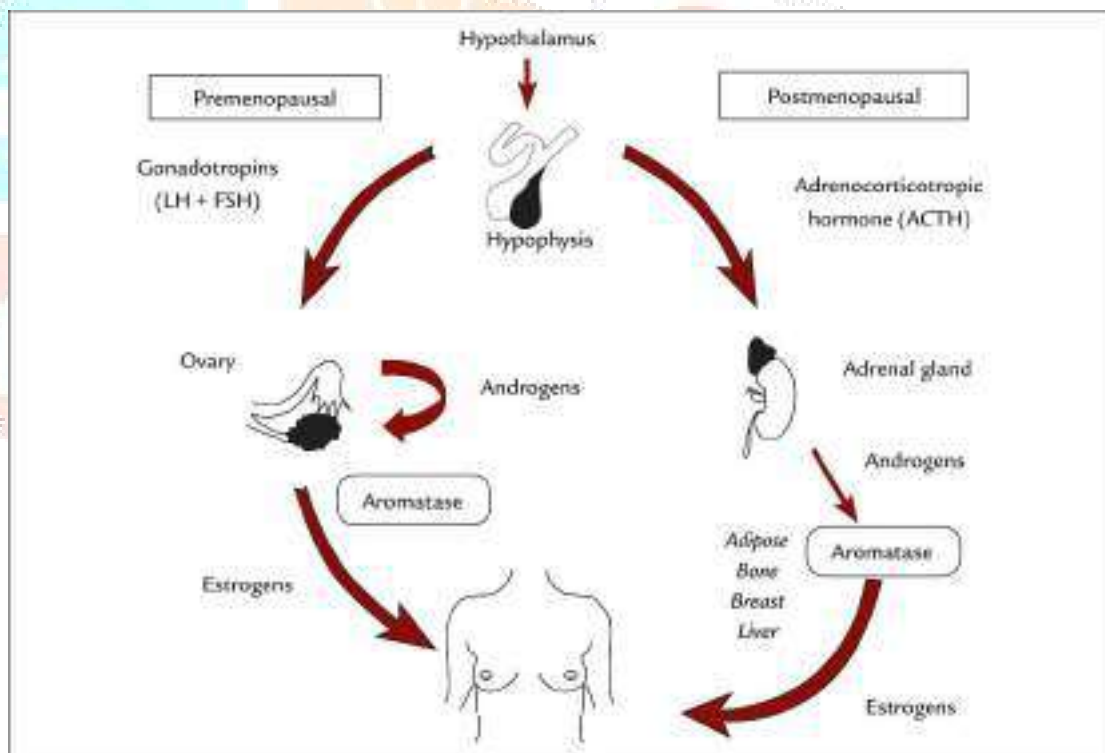 Hypothalamus
Premenopausal
Postmenopausal
Gonadotropins
(LH + FSH)
Adrenocorticotropic
hormone (ACTH)
Hypophysis
Ovary
Androgens
Adrenal gland
Androgens
Aromatase
Adipose
Bone
Breast
Liver
Aromatase
Estrogens
Estrogens